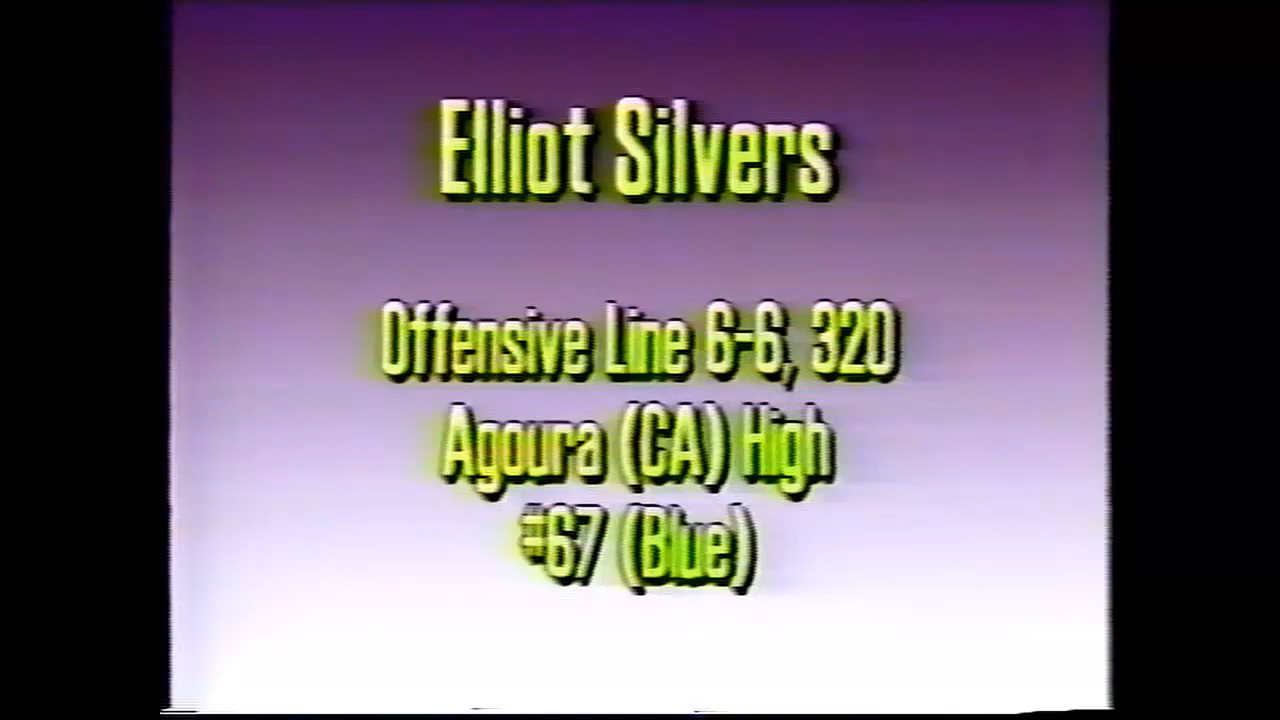 Elliot Silvers
Offensive Line 6-6, 320
Agoura (CA) High
#67 (Blue)